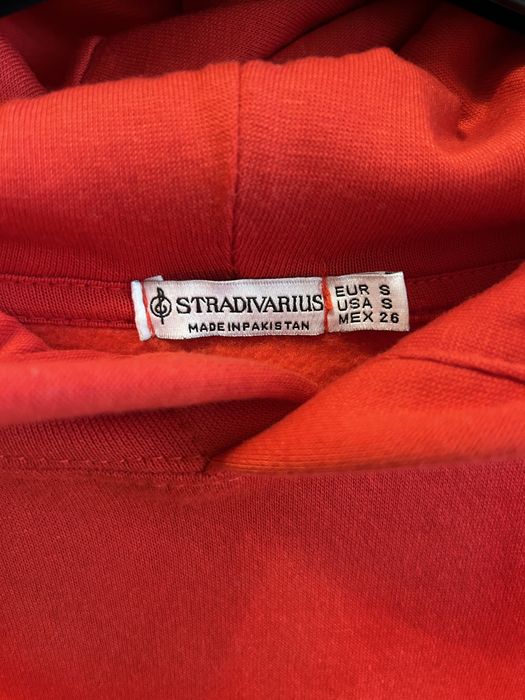 STRADIVARIUS
MADE IN PAKISTAN
EUR S
USA S
MEX 26